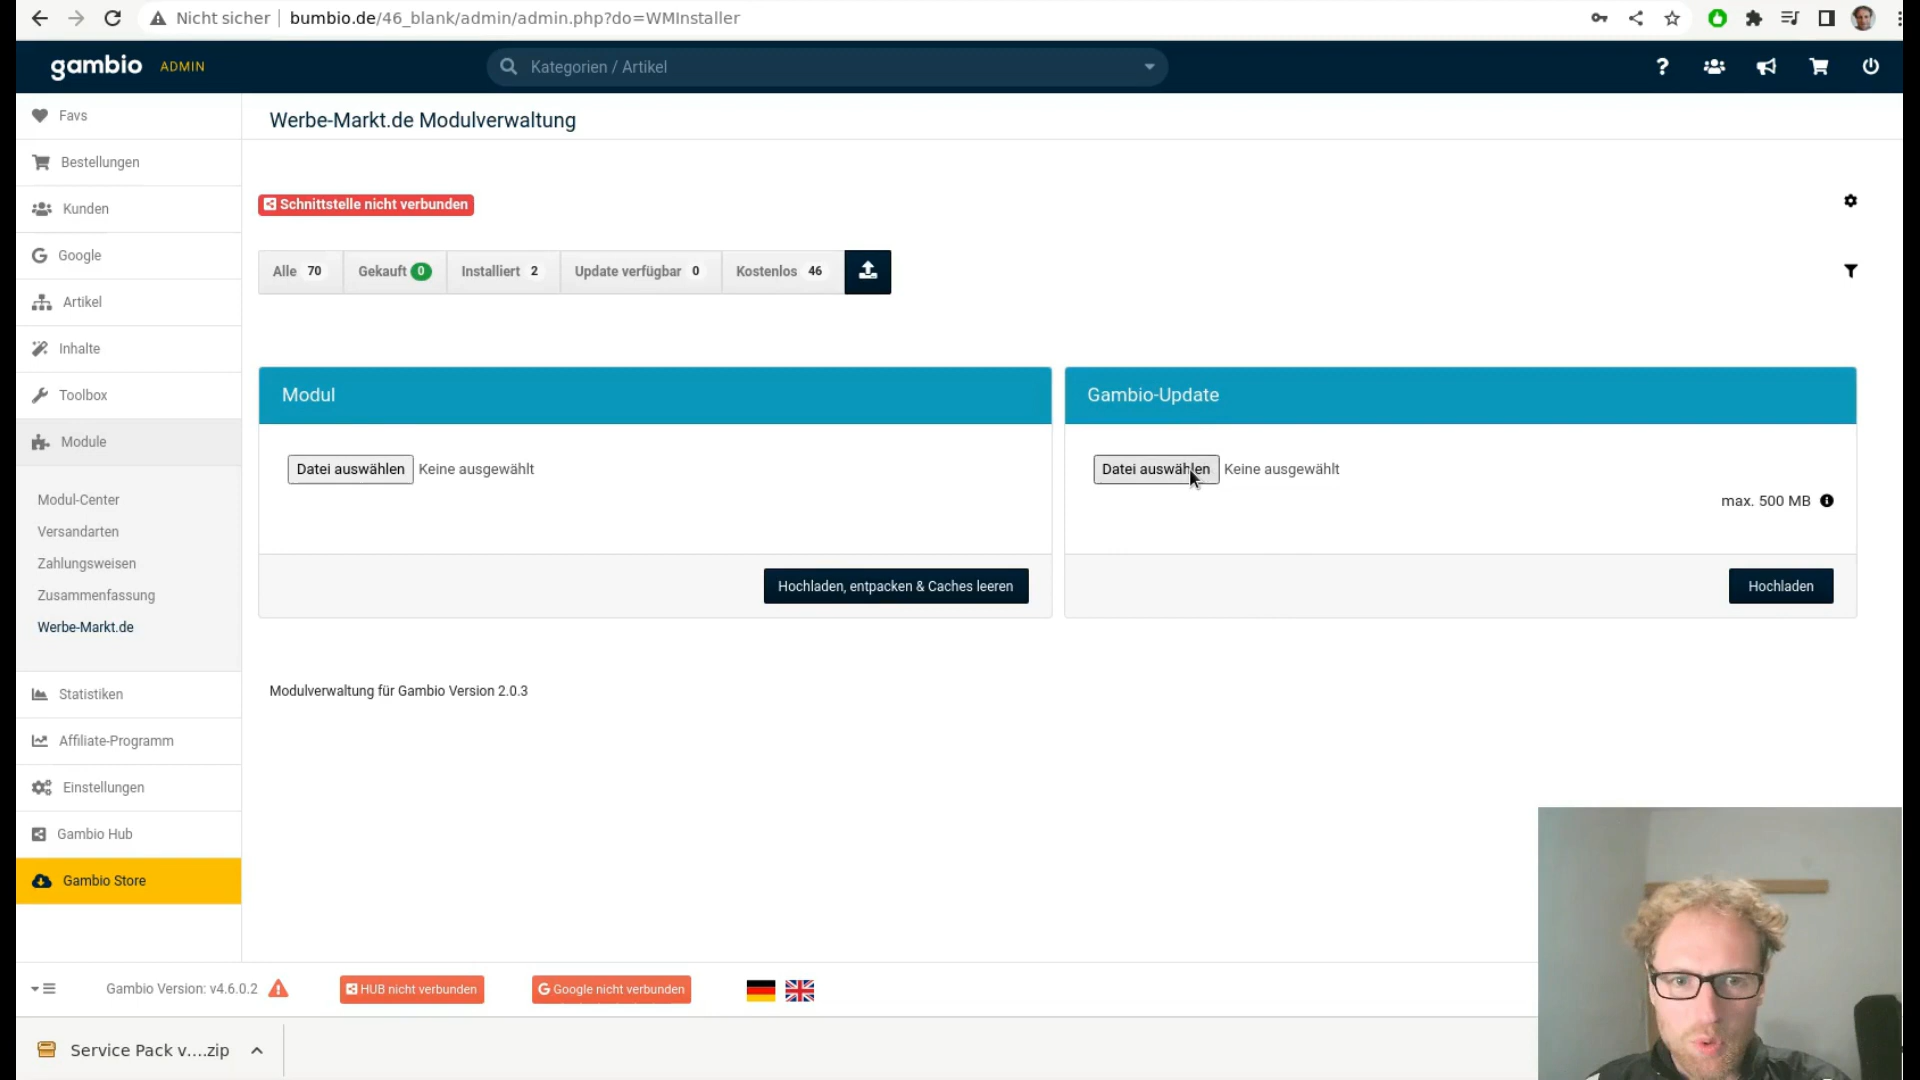 Nicht sicher bumbio.de/46_blank/admin/admin.php?do=WMInstaller
gambio ADMIN
Kategorien / Artikel
?
Favs
Bestellungen
Kunden
Google
Artikel
Inhalte
Toolbox
Module
Modul-Center
Versandarten
Zahlungsweisen
Zusammenfassung
Werbe-Markt.de
Statistiken
Affiliate-Programm
Einstellungen
Gambio Hub
Gambio Store
Werbe-Markt.de Modulverwaltung
Schnittstelle nicht verbunden
Alle 70 Gekauft 0 Installiert 2 Update verfügbar 0 Kostenlos 46
Modul
Datei auswählen Keine ausgewählt
Hochladen, entpacken & Caches leeren
Gambio-Update
Datei auswählen Keine ausgewählt
max. 500 MB
Hochladen
Modulverwaltung für Gambio Version 2.0.3
Gambio Version: v4.6.0.2 HUB nicht verbunden Google nicht verbunden
Service Pack v....zip